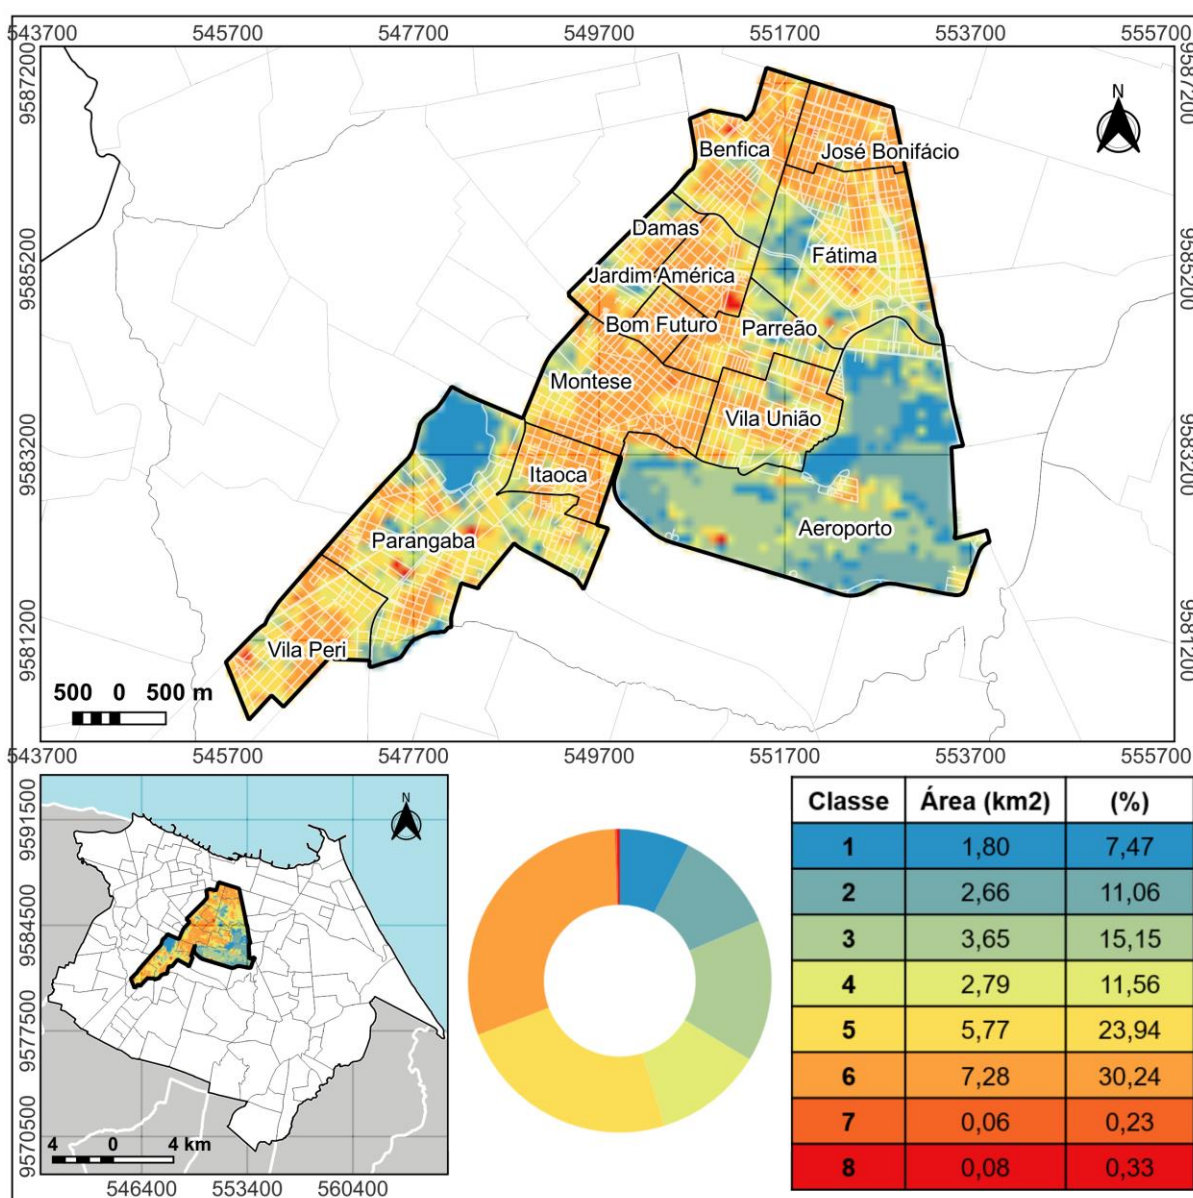 543700 545700 547700 549700 551700 553700 555700
9587200 9587200
N
Benfica
José Bonifácio
Damas
Fátima
9585200 9585200
Jardim América
Bom Futuro
Parreão
Montese
Vila União
9583200 9583200
Itaoca
Aeroporto
Parangaba
9581200 9581200
Vila Peri
500 0 500 m
543700 545700 547700 549700 551700 553700 555700
9591500
N
9584500
9577500
9570500
4 0 4 km
546400 553400 560400
Classe Área (km2) (%)
1 1,80 7,47
2 2,66 11,06
3 3,65 15,15
4 2,79 11,56
5 5,77 23,94
6 7,28 30,24
7 0,06 0,23
8 0,08 0,33